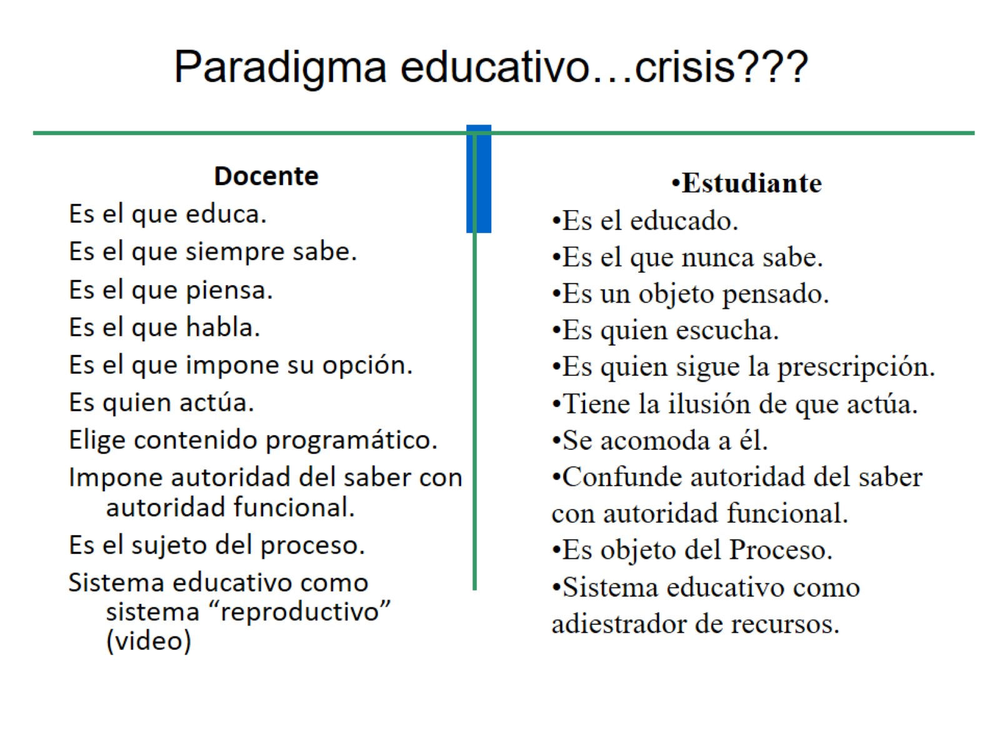 Paradigma educativo…crisis???
Docente
Es el que educa.
Es el que siempre sabe.
Es el que piensa.
Es el que habla.
Es el que impone su opción.
Es quien actúa.
Elige contenido programático.
Impone autoridad del saber con
autoridad funcional.
Es el sujeto del proceso.
Sistema educativo como
sistema “reproductivo”
(video)
•Estudiante
•Es el educado.
•Es el que nunca sabe.
•Es un objeto pensado.
•Es quien escucha.
•Es quien sigue la prescripción.
•Tiene la ilusión de que actúa.
•Se acomoda a él.
•Confunde autoridad del saber
con autoridad funcional.
•Es objeto del Proceso.
•Sistema educativo como
adiestrador de recursos.